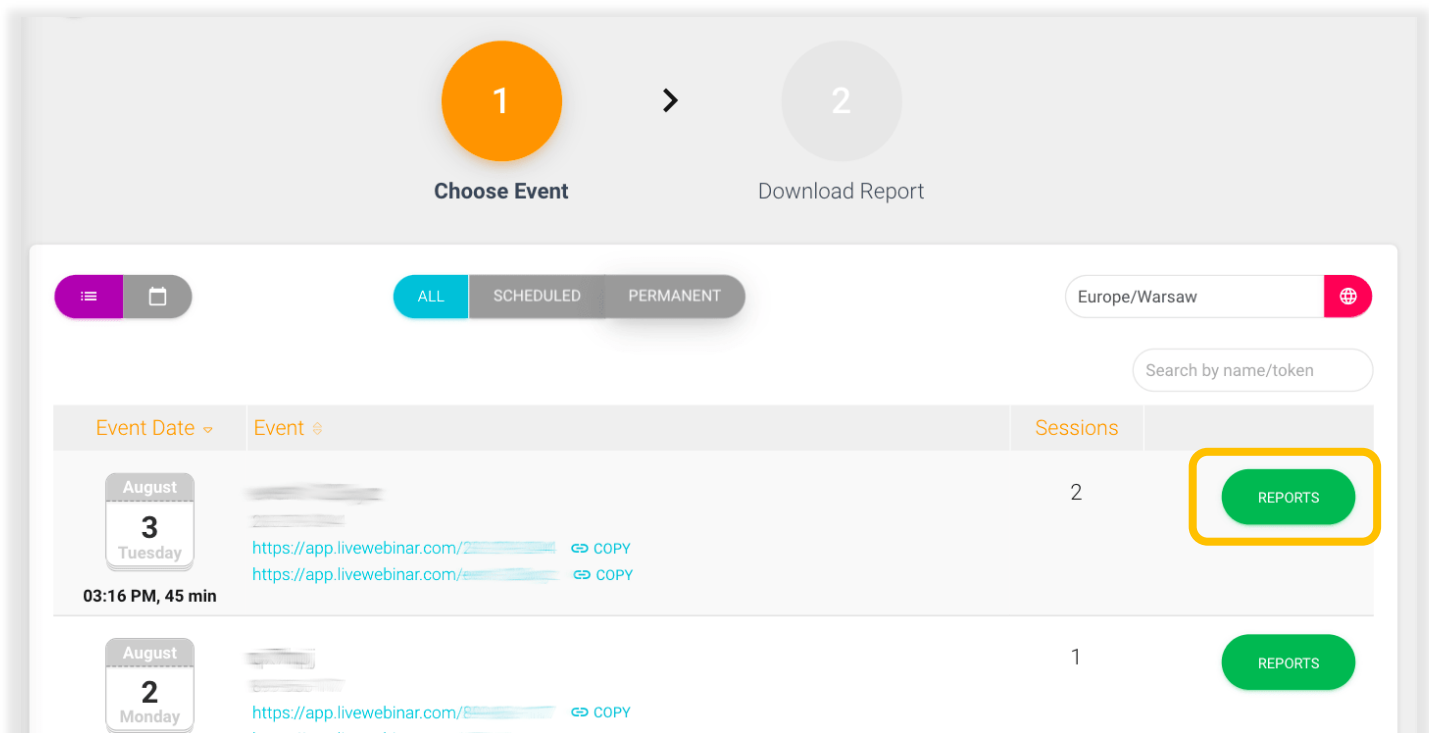 1
2
Choose Event
Download Report
ALL SCHEDULED PERMANENT
Europe/Warsaw
Search by name/token
Event Date Event Sessions
August
3
Tuesday
03:16 PM, 45 min
https://app.livewebinar.com/ COPY
https://app.livewebinar.com/ COPY
2
REPORTS
August
2
Monday
https://app.livewebinar.com/ COPY
1
REPORTS